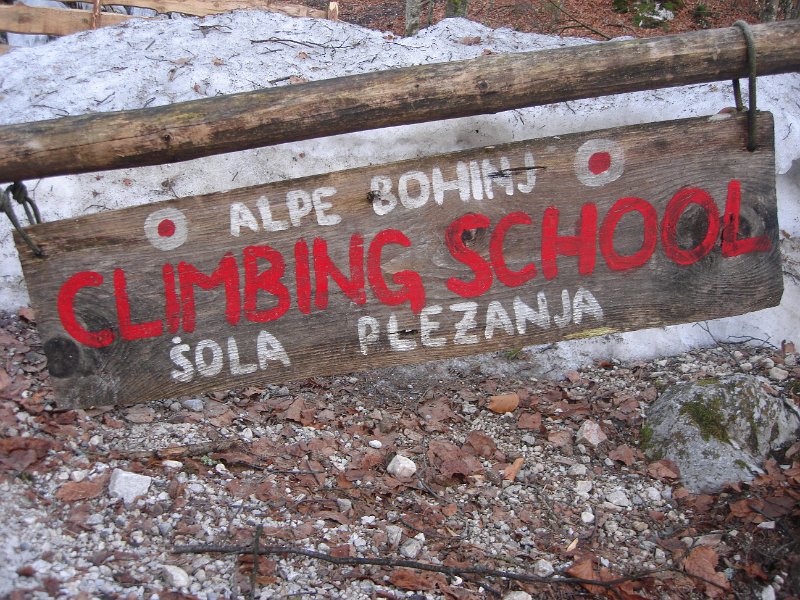 ALPE BOHINJ
CLIMBING SCHOOL
ŠOLA PLEZANJA